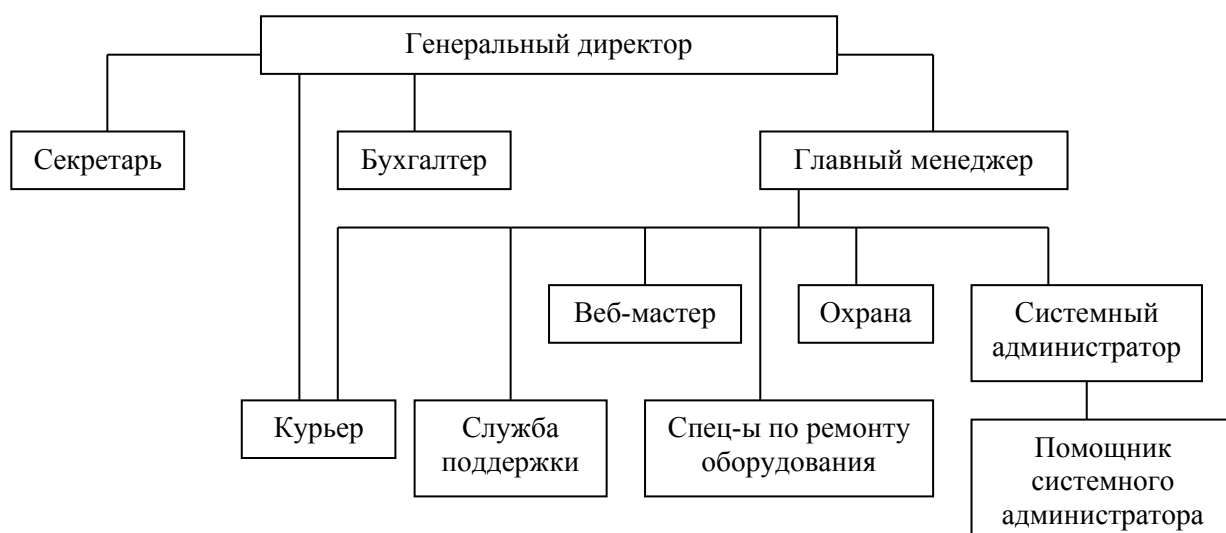 Генеральный директор
Секретарь
Бухгалтер
Главный менеджер
Веб-мастер
Охрана
Системный
администратор
Курьер
Служба
поддержки
Спец-ы по ремонту
оборудования
Помощник
системного
администратора